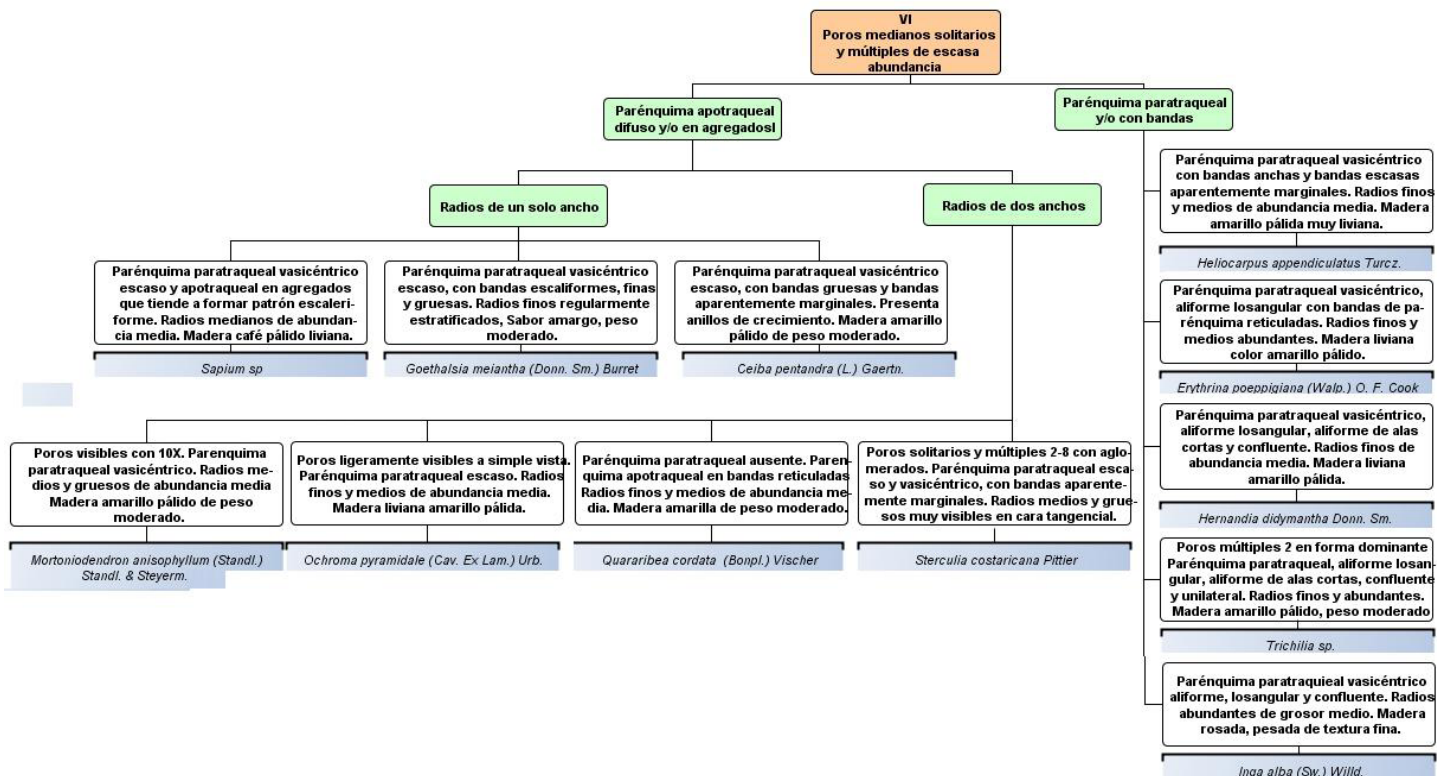 VI
Poros medianos solitarios
y múltiples de escasa
abundancia
Parénquima apotraqueal
difuso y/o en agregadosI
Parénquima paratraqueal
y/o con bandas
Radios de un solo ancho
Radios de dos anchos
Parénquima paratraqueal vasicéntrico
escaso y apotraqueal en agregados
que tiende a formar patrón escaleri-
forme. Radios medianos de abundan-
cia media. Madera café pálido liviana.
Sapium sp
Parénquima paratraqueal vasicéntrico
escaso, con bandas escaliformes, finas
y gruesas. Radios finos regularmente
estratificados, Sabor amargo, peso
moderado.
Goethalsia meiantha (Donn. Sm.) Burret
Parénquima paratraqueal vasicéntrico
escaso, con bandas gruesas y bandas
aparentemente marginales. Presenta
anillos de crecimiento. Madera amarillo
pálido de peso moderado.
Ceiba pentandra (L.) Gaertn.
Poros visibles con 10X. Parenquima
paratraqueal vasicéntrico. Radios me-
dios y gruesos de abundancia media
Madera amarillo pálido de peso
moderado.
Mortoniodendron anisophyllum (Standl.)
Standl. & Steyerm.
Poros ligeramente visibles a simple vista.
Parénquima paratraqueal escaso. Radios
finos y medios de abundancia media.
Madera liviana amarillo pálida.
Ochroma pyramidale (Cav. Ex Lam.) Urb.
Parénquima paratraqueal ausente. Paren-
quima apotraqueal en bandas reticuladas
Radios finos y medios de abundancia me-
dia. Madera amarilla de peso moderado.
Quararibea cordata (Bonpl.) Vischer
Poros solitarios y múltiples 2-8 con aglo-
merados. Parénquima paratraqueal esca-
so y vasicéntrico, con bandas aparente-
mente marginales. Radios medios y grue-
sos muy visibles en cara tangencial.
Sterculia costaricana Pittier
Parénquima paratraqueal vasicéntrico
con bandas anchas y bandas escasas
aparentemente marginales. Radios finos
y medios de abundancia media. Madera
amarillo pálida muy liviana.
Heliocarpus appendiculatus Turcz.
Parénquima paratraqueal vasicéntrico,
aliforme losangular con bandas de pa-
rénquima reticuladas. Radios finos y
medios abundantes. Madera liviana
color amarillo pálido.
Erythrina poeppigiana (Walp.) O. F. Cook
Parénquima paratraqueal vasicéntrico,
aliforme losangular, aliforme de alas
cortas y confluente. Radios finos de
abundancia media. Madera liviana
amarillo pálida.
Hernandia didymantha Donn. Sm.
Poros múltiples 2 en forma dominante
Parénquima paratraqueal, aliforme losan-
gular, aliforme de alas cortas, confluente
y unilateral. Radios finos y abundantes.
Madera amarillo pálido, peso moderado
Trichilia sp.
Parénquima paratraquieal vasicéntrico
aliforme, losangular y confluente. Radios
abundantes de grosor medio. Madera
rosada, pesada de textura fina.
Inga alba (Sw.) Willd.